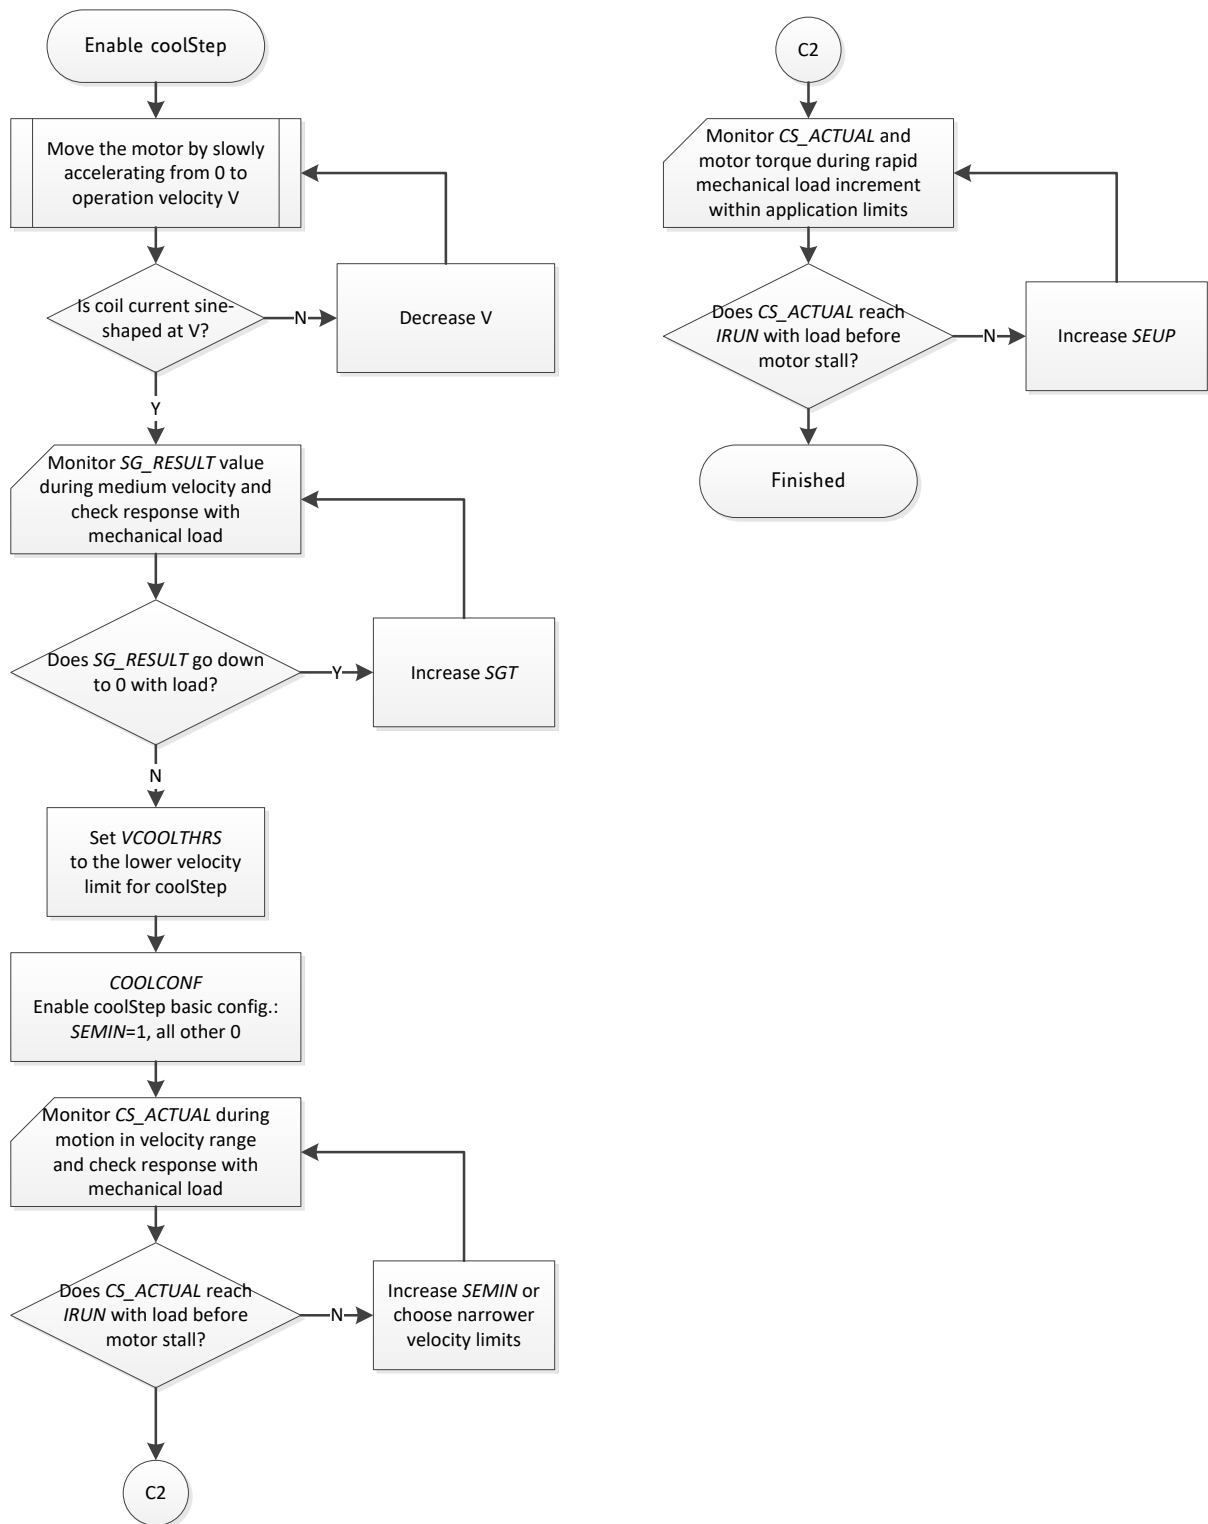 Enable coolStep
Move the motor by slowly
accelerating from 0 to
operation velocity V
Is coil current sine-
shaped at V?
N
Decrease V
Y
Monitor SG_RESULT value
during medium velocity and
check response with
mechanical load
Does SG_RESULT go down
to 0 with load?
Y
Increase SGT
N
Set VCOOLTHRS
to the lower velocity
limit for coolStep
COOLCONF
Enable coolStep basic config.:
SEMIN=1, all other 0
Monitor CS_ACTUAL during
motion in velocity range
and check response with
mechanical load
Does CS_ACTUAL reach
IRUN with load before
motor stall?
N
Increase SEMIN or
choose narrower
velocity limits
C2
C2
Monitor CS_ACTUAL and
motor torque during rapid
mechanical load increment
within application limits
Does CS_ACTUAL reach
IRUN with load before
motor stall?
N
Increase SEUP
Finished